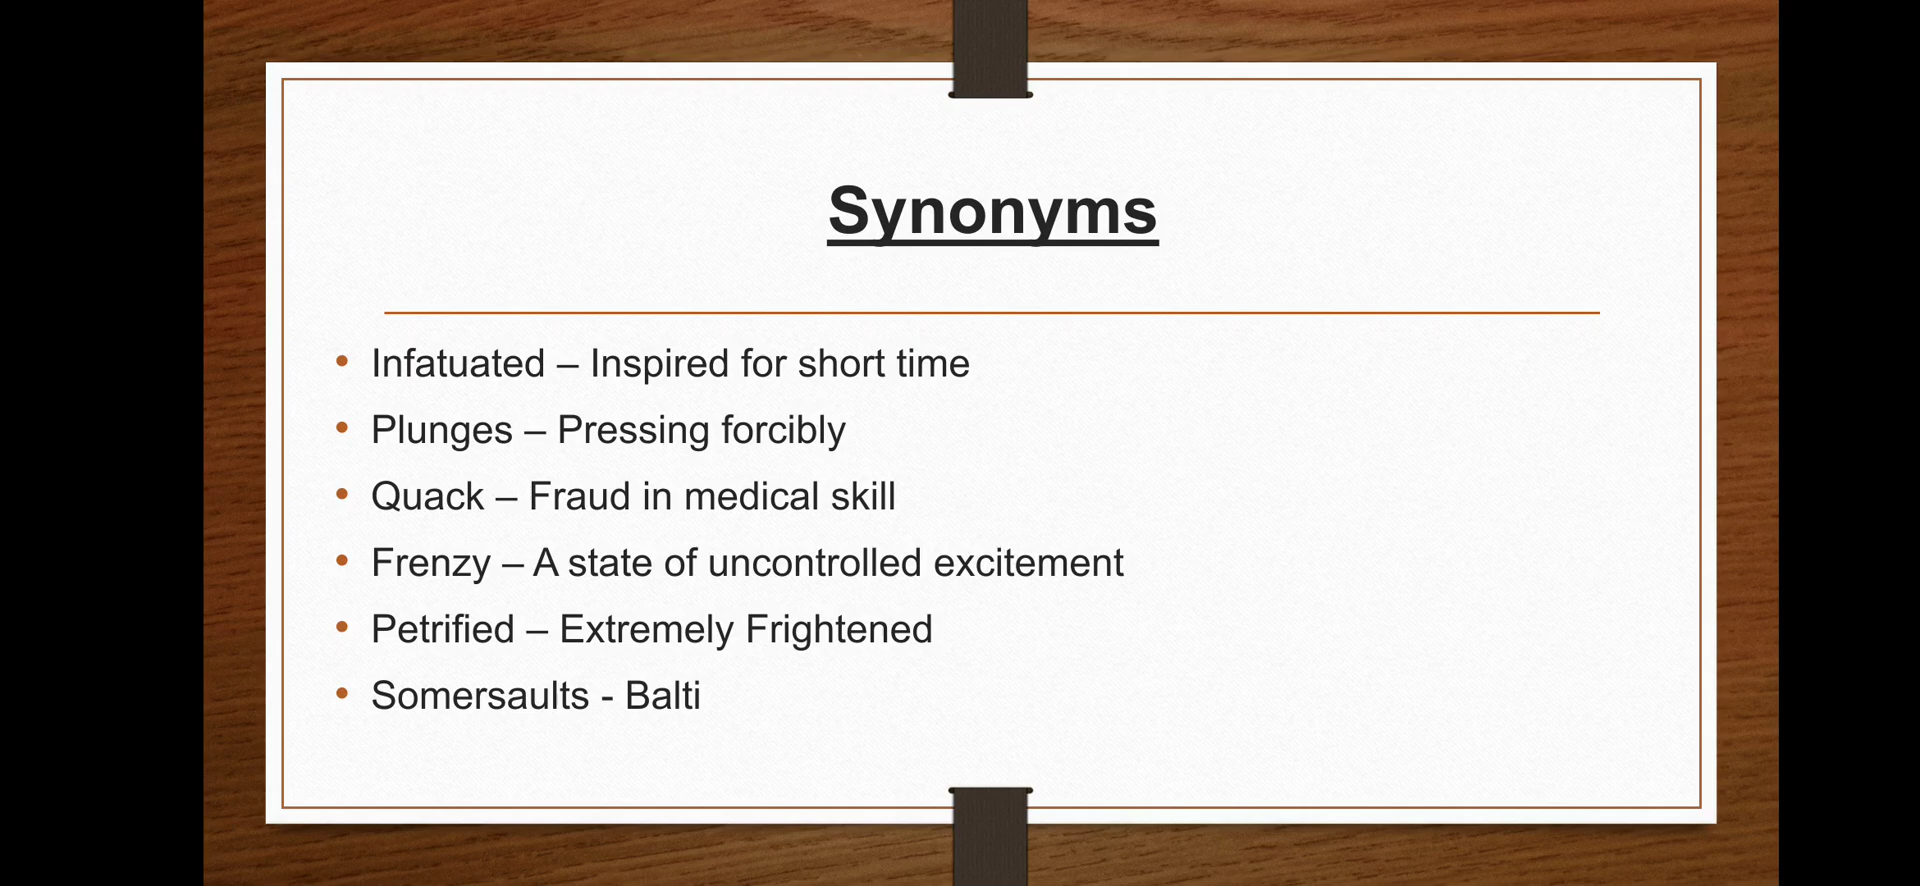 Synonyms
• Infatuated – Inspired for short time
• Plunges – Pressing forcibly
• Quack – Fraud in medical skill
• Frenzy – A state of uncontrolled excitement
• Petrified – Extremely Frightened
• Somersaults - Balti